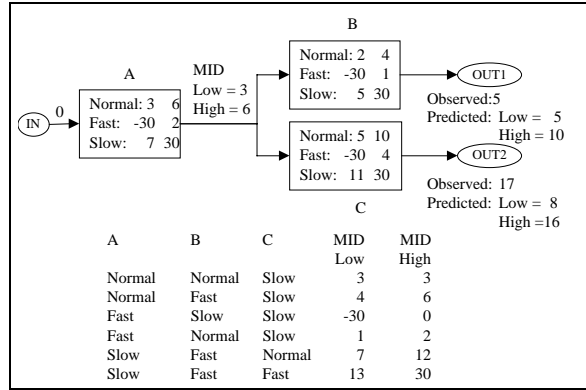 B
A
MID
Low = 3
High = 6
Normal: 2 4
Fast: -30 1
Slow: 5 30
IN
0
Normal: 3 6
Fast: -30 2
Slow: 7 30
OUT1
Observed:5
Predicted: Low = 5
High = 10
Normal: 5 10
Fast: -30 4
Slow: 11 30
OUT2
Observed: 17
Predicted: Low = 8
High =16
C
A B C MID MID
Low High
Normal Normal Slow 3 3
Normal Fast Slow 4 6
Fast Slow Slow -30 0
Fast Normal Slow 1 2
Slow Fast Normal 7 12
Slow Fast Fast 13 30